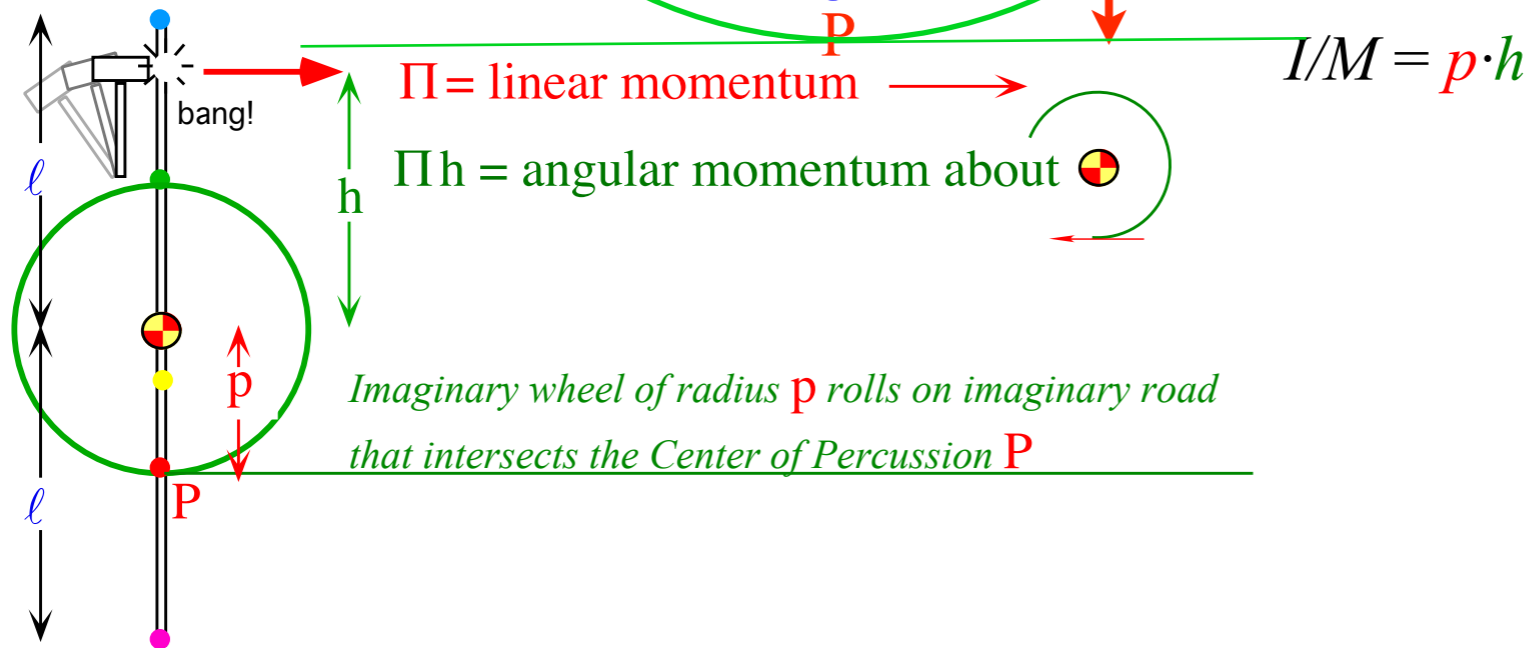 P
I/M = p·h
Π = linear momentum
bang!
ℓ
h
Πh = angular momentum about
p
Imaginary wheel of radius p rolls on imaginary road
that intersects the Center of Percussion P
ℓ
P